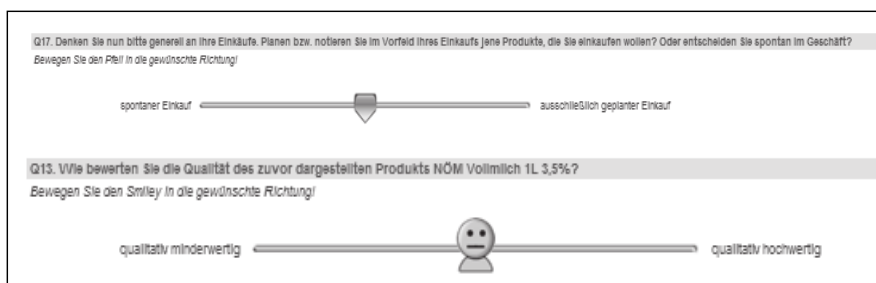 Q17. Denken Sie nun bitte generell an Ihre Einkäufe. Planen bzw. notieren Sie im Vorfeld Ihres Einkaufs jene Produkte, die Sie einkaufen wollen? Oder entscheiden Sie spontan im Geschäft?
Bewegen Sie den Pfeil in die gewünschte Richtung!
spontaner Einkauf ausschließlich geplanter Einkauf
Q13. Wie bewerten Sie die Qualität des zuvor dargestellten Produkts NÖM Vollmilch 1L 3,5%?
Bewegen Sie den Smiley in die gewünschte Richtung!
qualitativ minderwertig qualitativ hochwertig